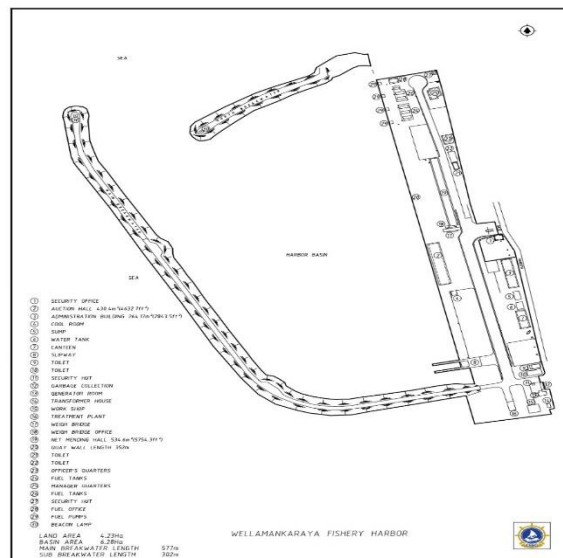 SEA
SEA
HARBOR BASIN
1 SECURITY OFFICE
2 AUCTION HALL
3 ADMINISTRATION BUILDING
4 COOL ROOM
5 SUMP
6 WATER TANK
7 CANTEEN
8 SLIPWAY
9 TOILET
10 TOILET
11 SECURITY HUT
12 GARBAGE COLLECTION
13 GENERATOR ROOM
14 TRANSFORMER HOUSE
15 WORK SHOP
16 TREATMENT PLANT
17 WEIGH BRIDGE
18 WEIGH BRIDGE OFFICE
19 NET MENDING HALL
20 QUAY WALL LENGTH
21 TOILET
22 TOILET
23 OFFICER'S QUARTERS
24 FUEL TANKS
25 MANAGER QUARTERS
26 FUEL TANKS
27 SECURITY HUT
28 FUEL OFFICE
29 FUEL PUMPS
30 BEACON LAMP
LAND AREA 4.23Ha
BASIN AREA 6.28Ha
MAIN BREAKWATER LENGTH 577m
SUB BREAKWATER LENGTH 302m
WELLAMANKARAYA FISHERY HARBOR